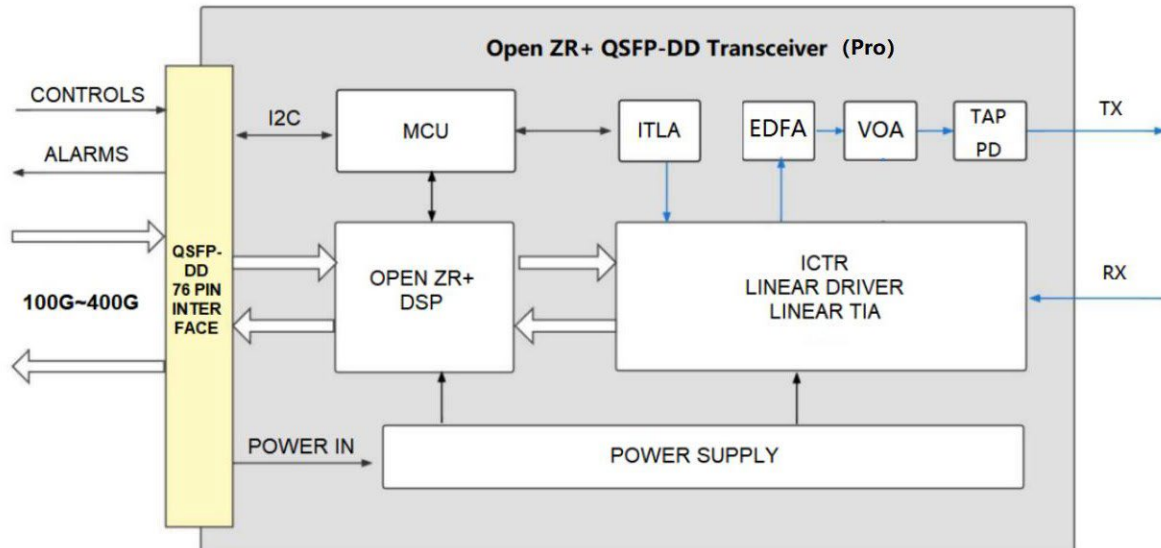 Open ZR+ QSFP-DD Transceiver（Pro）
CONTROLS
ALARMS
I2C
MCU
ITLA
EDFA
VOA
TAP
PD
TX
QSFP-
DD
76 PIN
INTER
FACE
100G~400G
OPEN ZR+
DSP
ICTR
LINEAR DRIVER
LINEAR TIA
RX
POWER IN
POWER SUPPLY